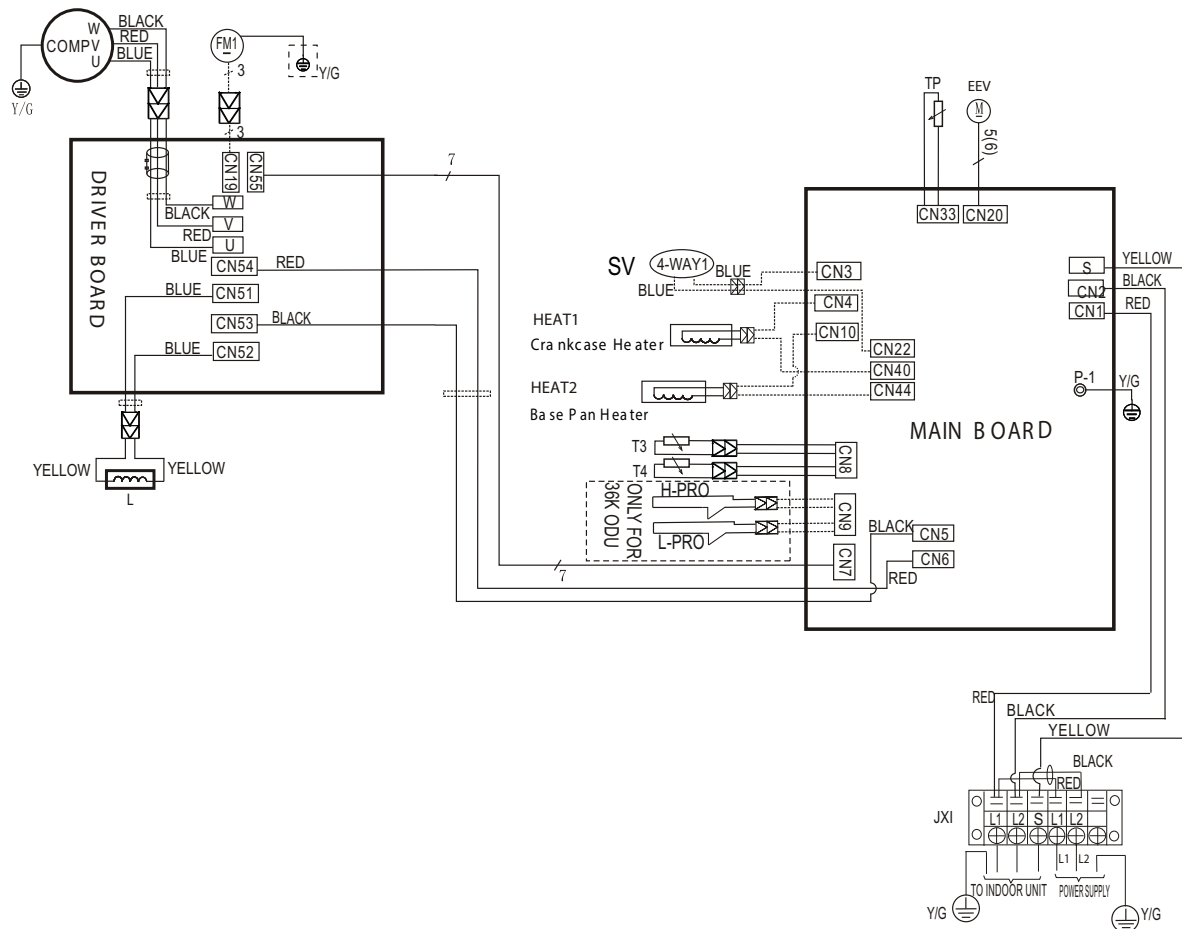 BLACK
W
RED
COMP V
BLUE
U
Y/G
FM1
3
Y/G
3
DRIVER BOARD
CN19
CN55
7
W
BLACK
V
RED
U
BLUE
CN54
RED
BLUE
CN51
CN53
BLACK
BLUE
CN52
YELLOW
YELLOW
L
TP
EEV
M
5(6)
CN33
CN20
SV
4-WAY1
BLUE
BLUE
CN3
CN4
HEAT1
Crankcase Heater
CN10
CN22
CN40
HEAT2
CN44
Base Pan Heater
S
YELLOW
CN2
BLACK
CN1
RED
P-1
Y/G
MAIN BOARD
T3
T4
CN8
ONLY FOR
36K ODU
H-PRO
L-PRO
CN9
BLACK
CN5
CN7
CN6
RED
7
RED
BLACK
YELLOW
BLACK
RED
JX1
L1 L2 S L1 L2
L1 L2
TO INDOOR UNIT
POWER SUPPLY
Y/G
Y/G